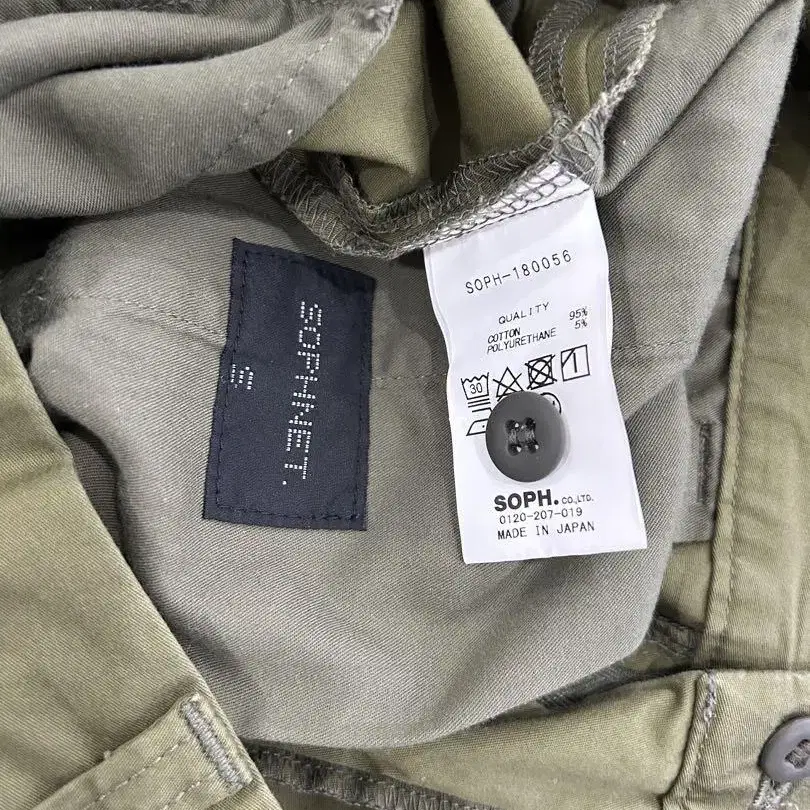 SOPHNET.
SOPH-180056
QUALITY
COTTON 95%
POLYURETHANE 5%
30
SOPH. CO.,LTD.
0120-207-019
MADE IN JAPAN